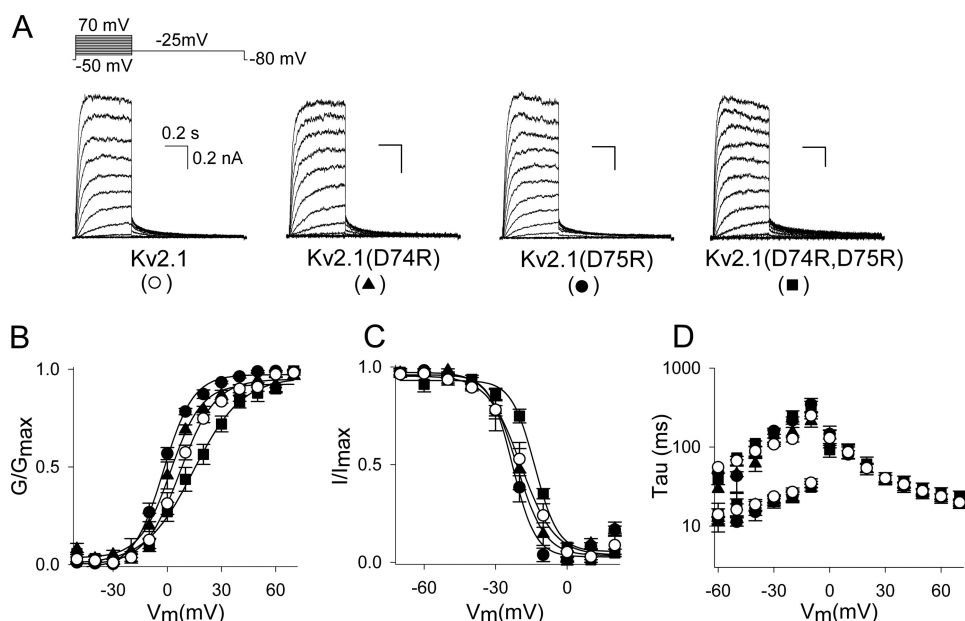 A
70 mV
-25mV
-50 mV
-80 mV
0.2 s
0.2 nA
Kv2.1
(○)
Kv2.1(D74R)
(▲)
Kv2.1(D75R)
(●)
Kv2.1(D74R,D75R)
(■)
B
G/Gmax
1.0
0.5
0.0
-30
0
30
60
Vm(mV)
C
I/Imax
1.0
0.5
0.0
-60
-30
0
Vm(mV)
D
Tau (ms)
1000
100
10
-60
-30
0
30
60
Vm(mV)